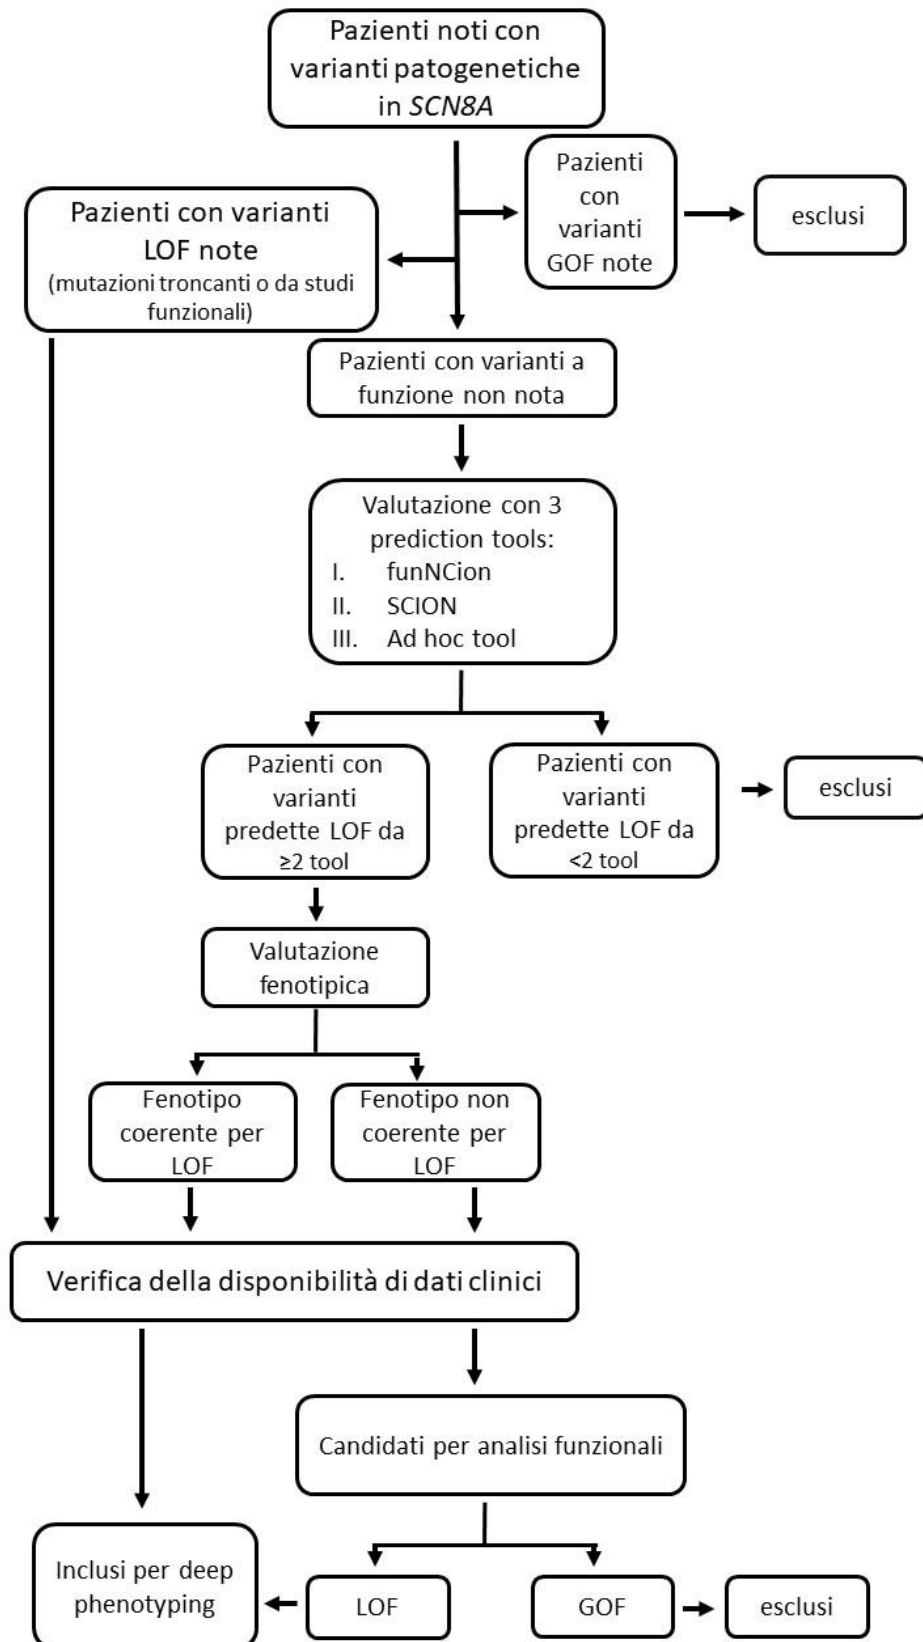 Pazienti noti con
varianti patogenetiche
in SCN8A
Pazienti
con
varianti
GOF note
esclusi
Pazienti con varianti
LOF note
(mutazioni troncanti o da studi
funzionali)
Pazienti con varianti a
funzione non nota
Valutazione con 3
prediction tools:
I. funNCion
II. SCION
III. Ad hoc tool
Pazienti con
varianti
predette LOF da
≥2 tool
Pazienti con
varianti
predette LOF da
<2 tool
esclusi
Valutazione
fenotipica
Fenotipo
coerente per
LOF
Fenotipo non
coerente per
LOF
Verifica della disponibilità di dati clinici
Candidati per analisi funzionali
Inclusi per deep
phenotyping
LOF
GOF
esclusi